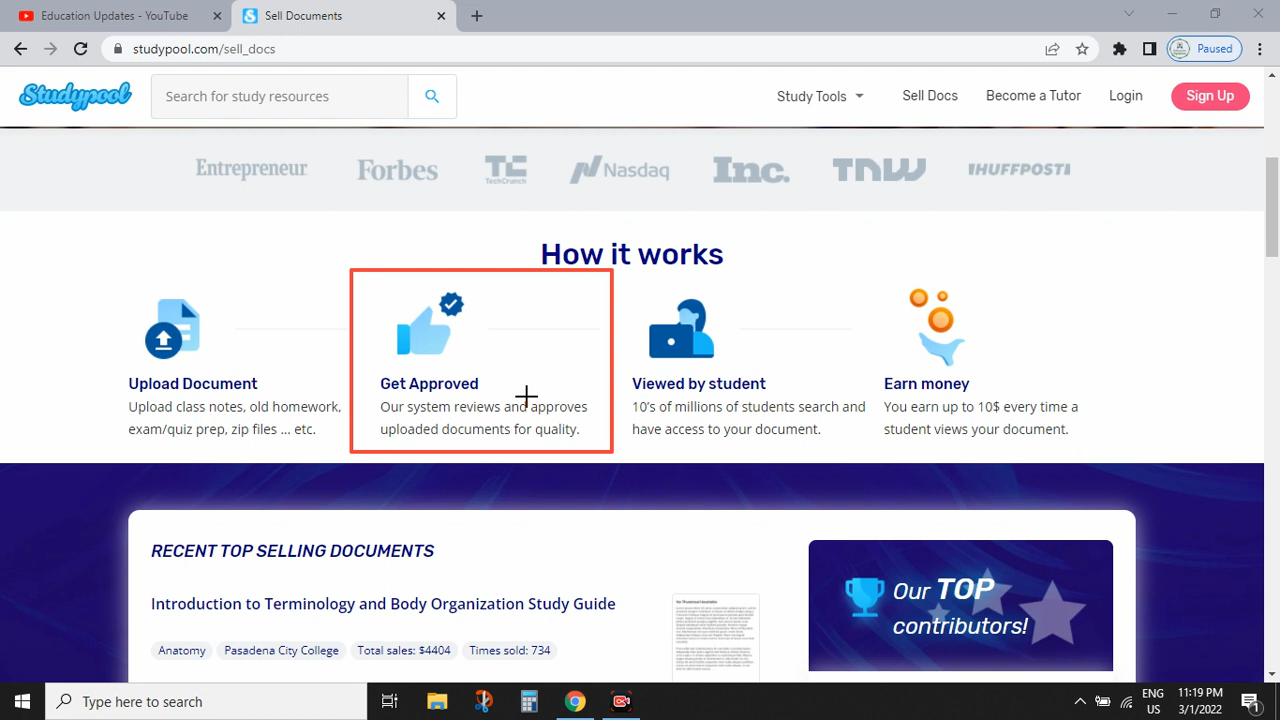 Education Updates - YouTube
Sell Documents
studypool.com/sell_docs
Paused
Studypool
Search for study resources
Study Tools
Sell Docs
Become a Tutor
Login
Sign Up
Entrepreneur
Forbes
TC
TechCrunch
Nasdaq
Inc.
TNW
IHUFFPOSTI
How it works
Upload Document
Upload class notes, old homework,
exam/quiz prep, zip files ... etc.
Get Approved
Our system reviews and approves
uploaded documents for quality.
Viewed by student
10's of millions of students search and
have access to your document.
Earn money
You earn up to 10$ every time a
student views your document.
RECENT TOP SELLING DOCUMENTS
Introduction to Terminology and Body Organization Study Guide
Anatomy
City College
Total sales: $4404
Times sold: 734
Our TOP
Contributors!
Type here to search
ENG
US
11:19 PM
3/1/2022
1